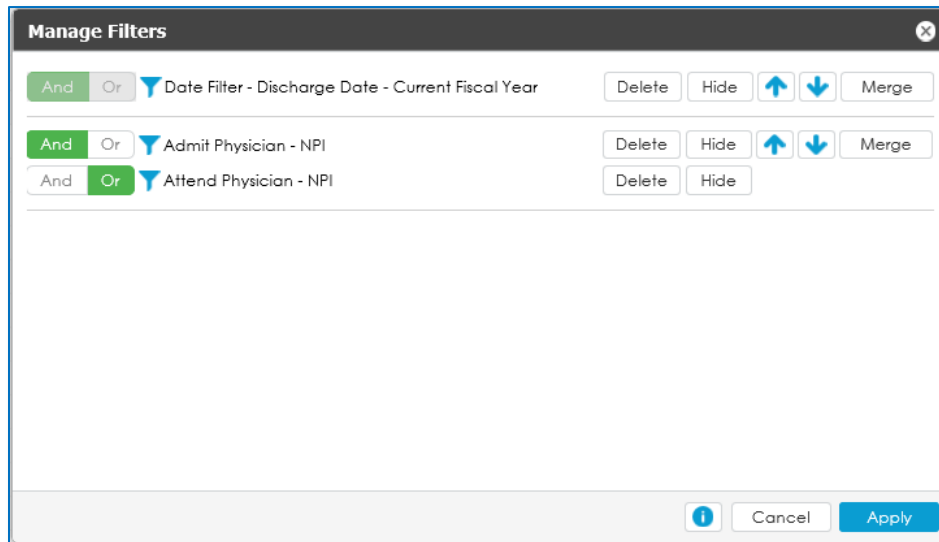 Manage Filters
And Or Date Filter - Discharge Date - Current Fiscal Year Delete Hide Merge
And Or Admit Physician - NPI Delete Hide Merge
And Or Attend Physician - NPI Delete Hide
i Cancel Apply